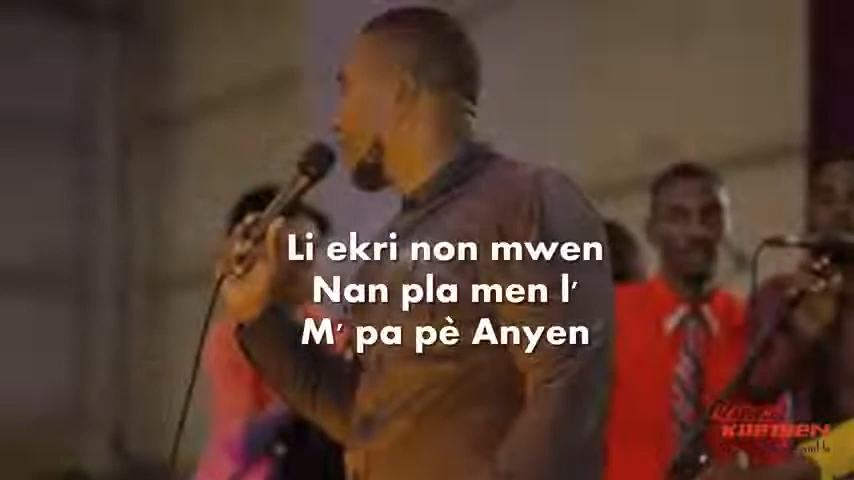 Li ekri non mwen
Nan pla men l'
M' pa pè Anyen